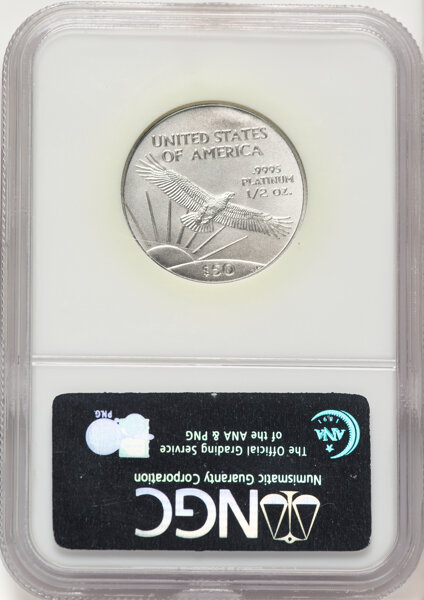 UNITED STATES
OF AMERICA
.9995
PLATINUM
1/2 oz.
$50
P.N.G.
1891
ANA
The Official Grading Service
of the ANA & PNG
Numismatic Guaranty Corporation
NGC